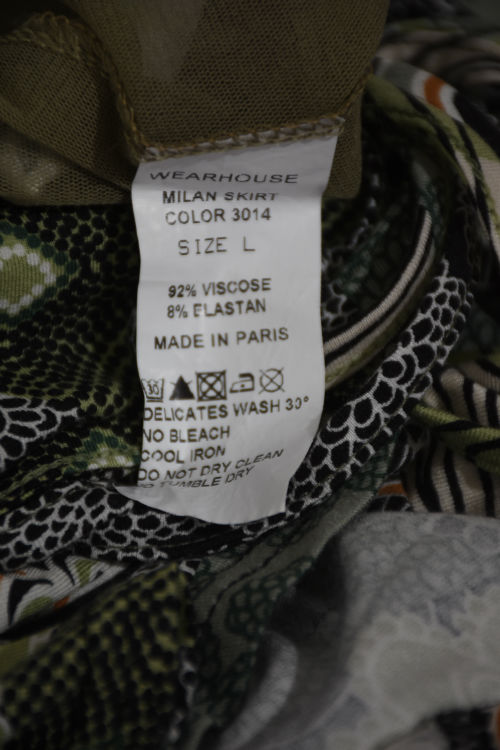 WEARHOUSE
MILAN SKIRT
COLOR 3014
SIZE L
92% VISCOSE
8% ELASTAN
MADE IN PARIS
DELICATES WASH 30°
NO BLEACH
COOL IRON
DO NOT DRY CLEAN
TUMBLE DRY